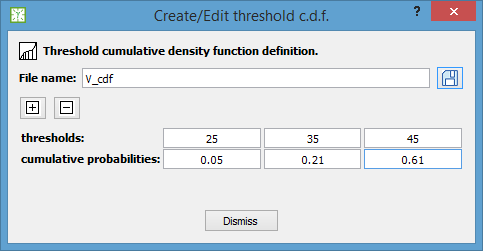 Create/Edit threshold c.d.f.
Threshold cumulative density function definition.
File name: V_cdf
thresholds: 25 35 45
cumulative probabilities: 0.05 0.21 0.61
Dismiss